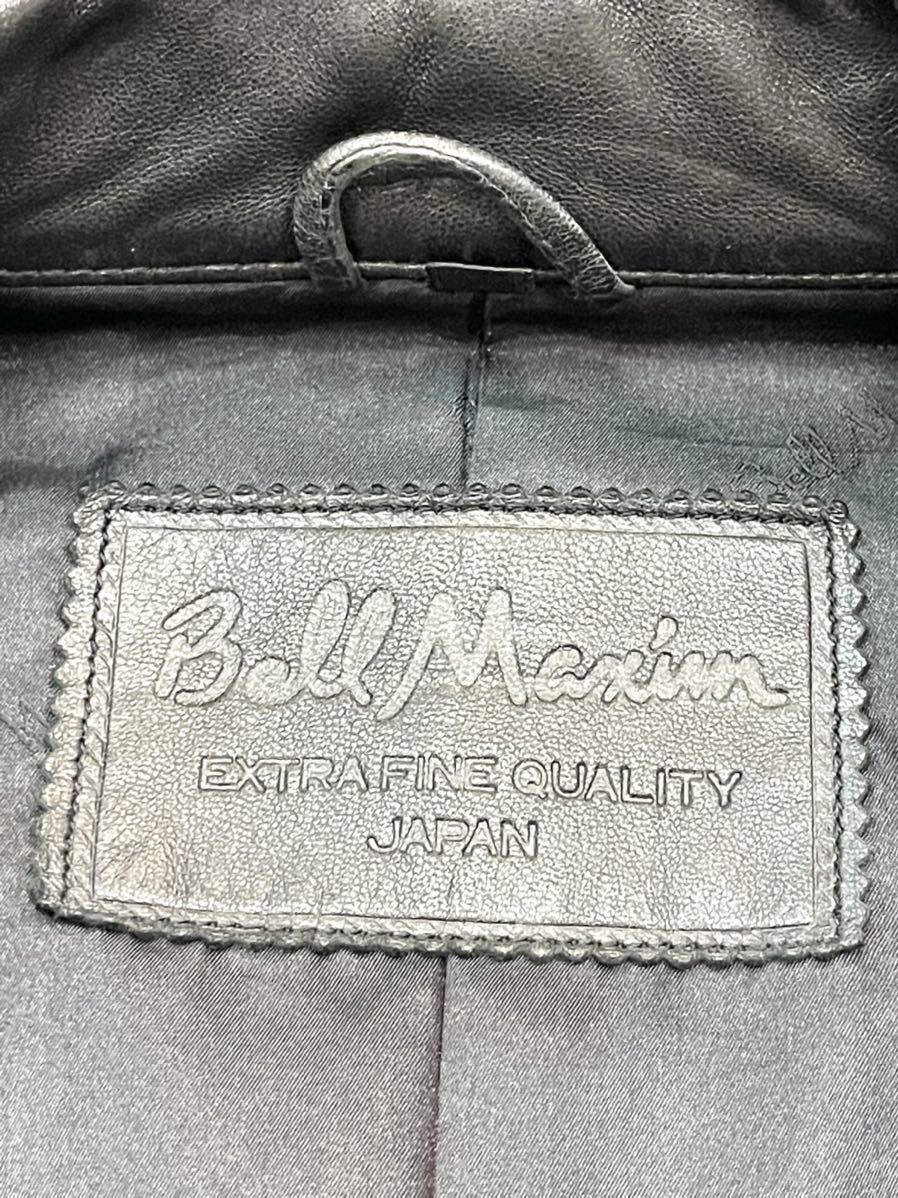 Bell Maxim
EXTRA FINE QUALITY
JAPAN